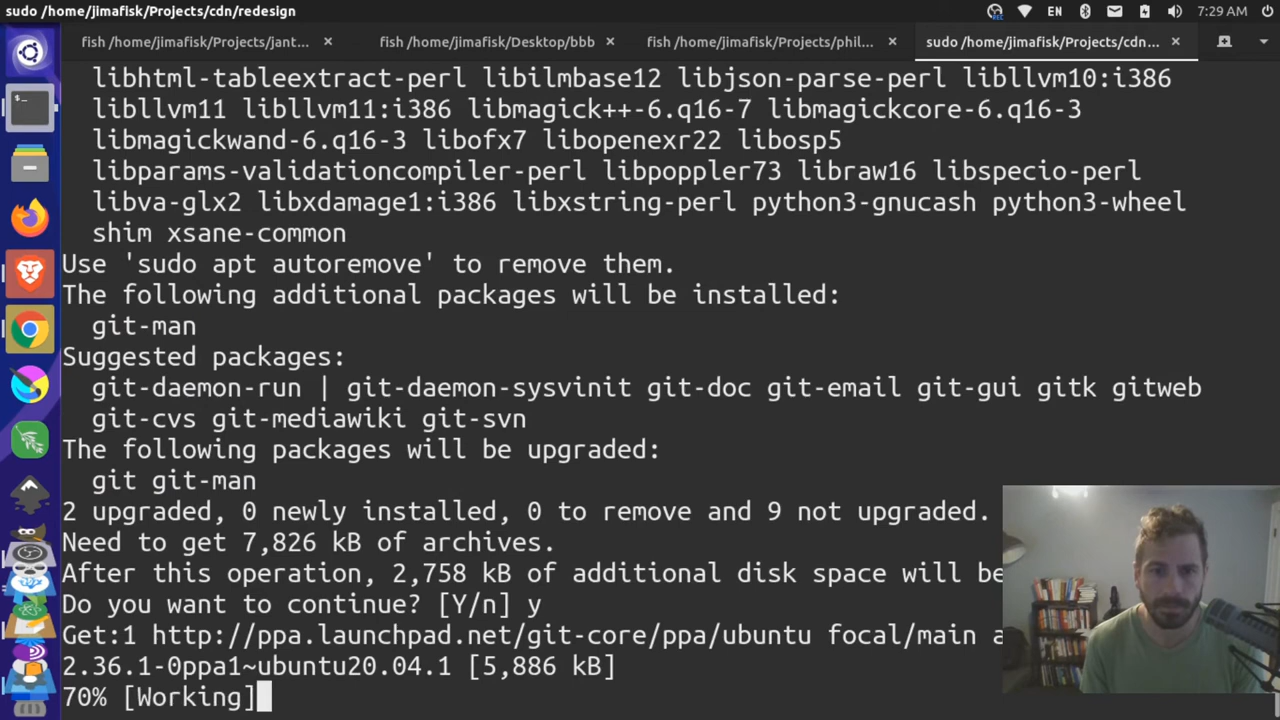 sudo /home/jimafisk/Projects/cdn/redesign
REC
EN
7:29 AM
fish /home/jimafisk/Projects/jant... ×
fish /home/jimafisk/Desktop/bbb ×
fish /home/jimafisk/Projects/phil... ×
sudo /home/jimafisk/Projects/cdn... ×
libhtml-tableextract-perl libilmbase12 libjson-parse-perl libllvm10:i386
libllvm11 libllvm11:i386 libmagick++-6.q16-7 libmagickcore-6.q16-3
libmagickwand-6.q16-3 libofx7 libopenexr22 libosp5
libparams-validationcompiler-perl libpoppler73 libraw16 libspecio-perl
libva-glx2 libxdamage1:i386 libxstring-perl python3-gnucash python3-wheel
shim xsane-common
Use 'sudo apt autoremove' to remove them.
The following additional packages will be installed:
git-man
Suggested packages:
git-daemon-run | git-daemon-sysvinit git-doc git-email git-gui gitk gitweb
git-cvs git-mediawiki git-svn
The following packages will be upgraded:
git git-man
2 upgraded, 0 newly installed, 0 to remove and 9 not upgraded.
Need to get 7,826 kB of archives.
After this operation, 2,758 kB of additional disk space will be
Do you want to continue? [Y/n] y
Get:1 http://ppa.launchpad.net/git-core/ppa/ubuntu focal/main a
2.36.1-0ppa1~ubuntu20.04.1 [5,886 kB]
70% [Working]